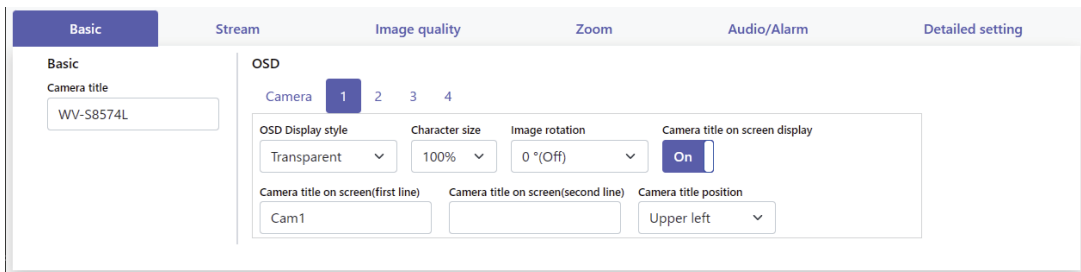 Basic Stream Image quality Zoom Audio/Alarm Detailed setting
Basic
Camera title
WV-S8574L
OSD
Camera 1 2 3 4
OSD Display style Character size Image rotation Camera title on screen display
Transparent 100% 0 °(Off) On
Camera title on screen(first line) Camera title on screen(second line) Camera title position
Cam1 Upper left